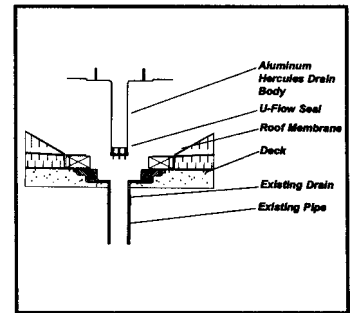 Aluminum
Hercules Drain
Body
U-Flow Seal
Roof Membrane
Deck
Existing Drain
Existing Pipe